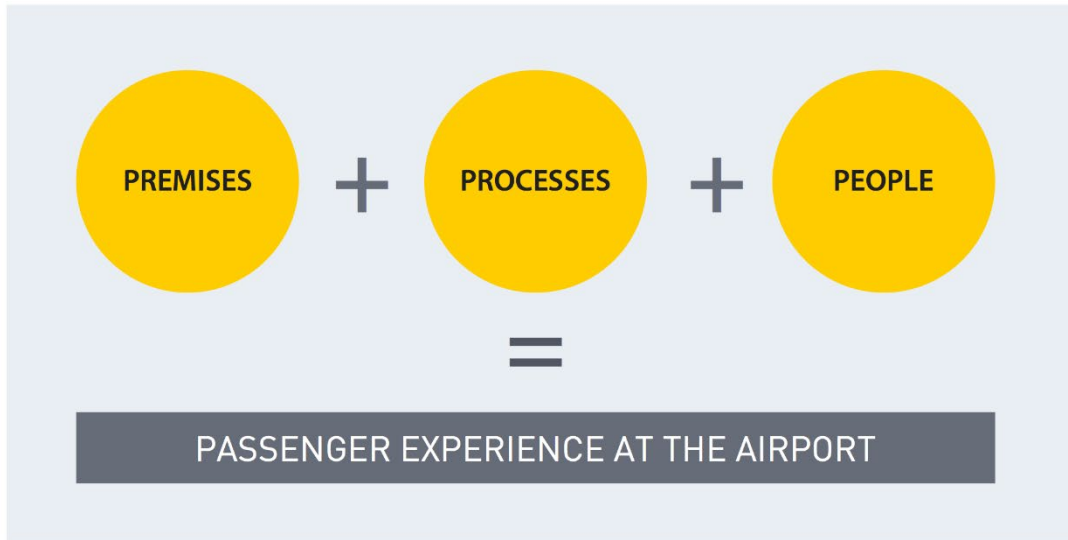 PREMISES + PROCESSES + PEOPLE
=
PASSENGER EXPERIENCE AT THE AIRPORT